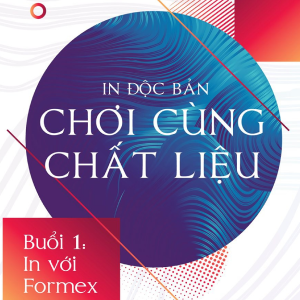 IN ĐỘC BẢN
CHƠI CÙNG
CHẤT LIỆU
Buổi 1:
In với
Formex